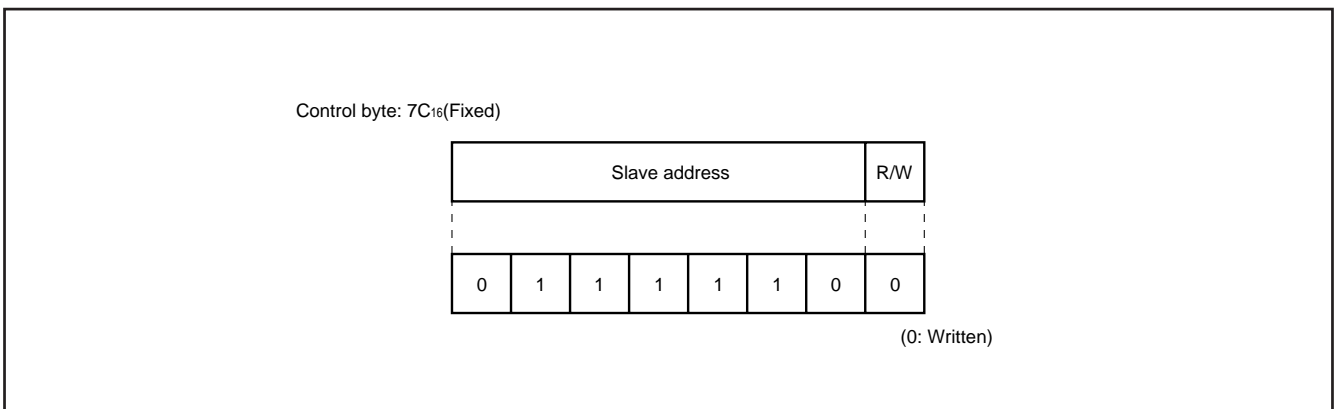 Control byte: 7C16(Fixed)
Slave address R/W
0 1 1 1 1 1 0 0
(0: Written)